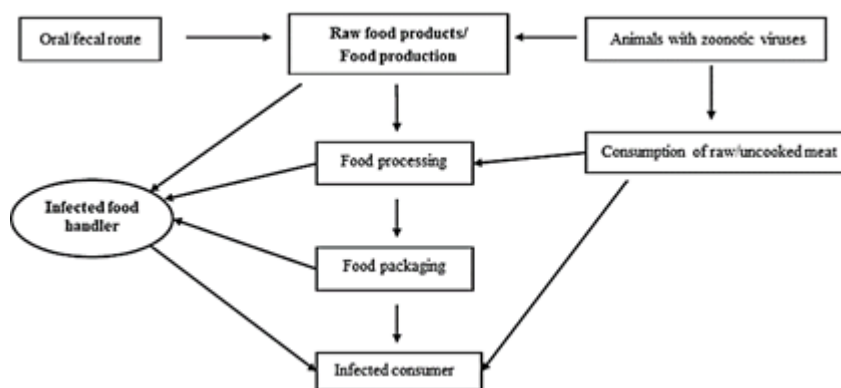 Oral/fecal route
Raw food products/
Food production
Animals with zoonotic viruses
Food processing
Consumption of raw/uncooked meat
Infected food
handler
Food packaging
Infected consumer